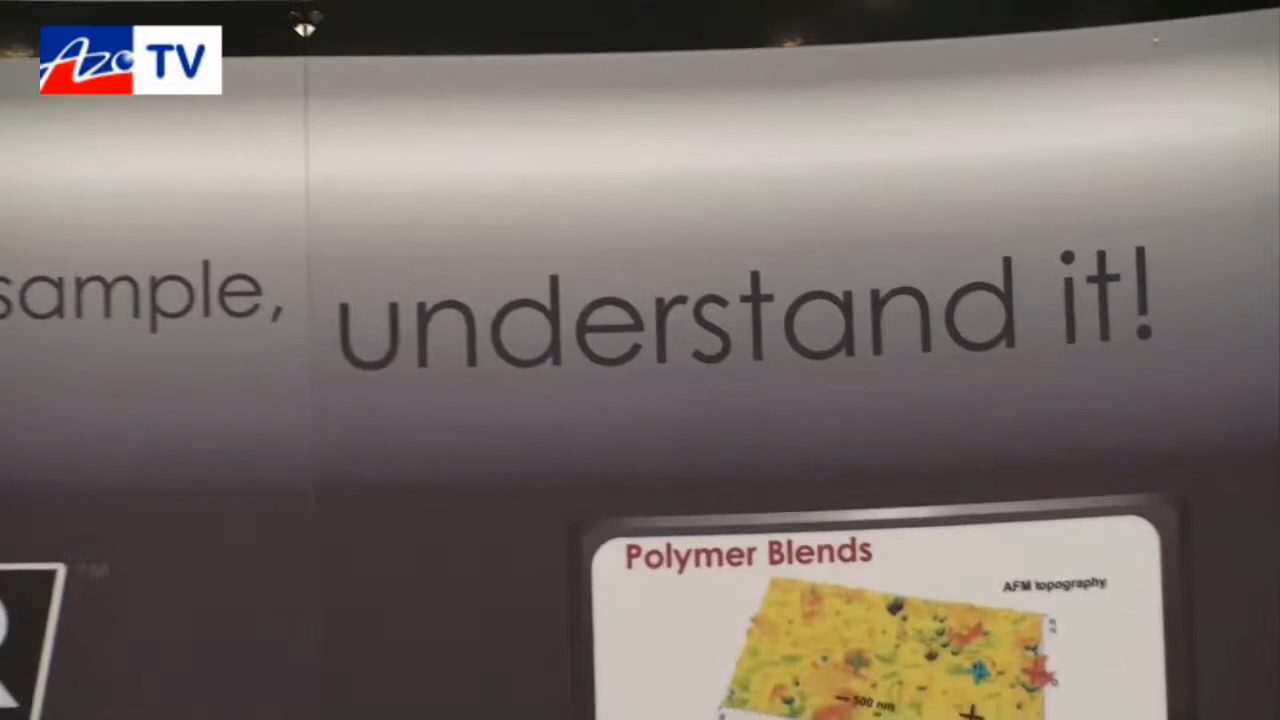 Azo TV
sample, understand it!
Polymer Blends
AFM topography
500 nm